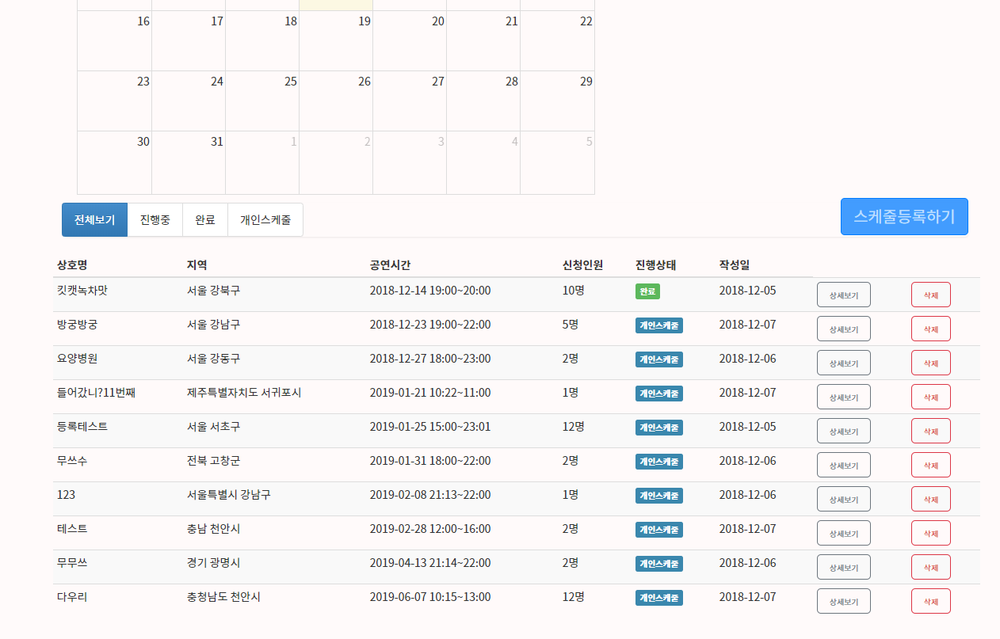 16 17 18 19 20 21 22
23 24 25 26 27 28 29
30 31 1 2 3 4 5
전체보기 진행중 완료 개인스케줄 스케줄등록하기
상호명 지역 공연시간 신청인원 진행상태 작성일
킷캣녹차맛 서울 강북구 2018-12-14 19:00~20:00 10명 완료 2018-12-05 상세보기 삭제
방궁방궁 서울 강남구 2018-12-23 19:00~22:00 5명 개인스케줄 2018-12-07 상세보기 삭제
요양병원 서울 강동구 2018-12-27 18:00~23:00 2명 개인스케줄 2018-12-06 상세보기 삭제
들어갔니?11번째 제주특별자치도 서귀포시 2019-01-21 10:22~11:00 1명 개인스케줄 2018-12-07 상세보기 삭제
등록테스트 서울 서초구 2019-01-25 15:00~23:01 12명 개인스케줄 2018-12-05 상세보기 삭제
무쓰수 전북 고창군 2019-01-31 18:00~22:00 2명 개인스케줄 2018-12-06 상세보기 삭제
123 서울특별시 강남구 2019-02-08 21:13~22:00 1명 개인스케줄 2018-12-06 상세보기 삭제
테스트 충남 천안시 2019-02-28 12:00~16:00 2명 개인스케줄 2018-12-07 상세보기 삭제
무무쓰 경기 광명시 2019-04-13 21:14~22:00 2명 개인스케줄 2018-12-06 상세보기 삭제
다우리 충청남도 천안시 2019-06-07 10:15~13:00 12명 개인스케줄 2018-12-07 상세보기 삭제